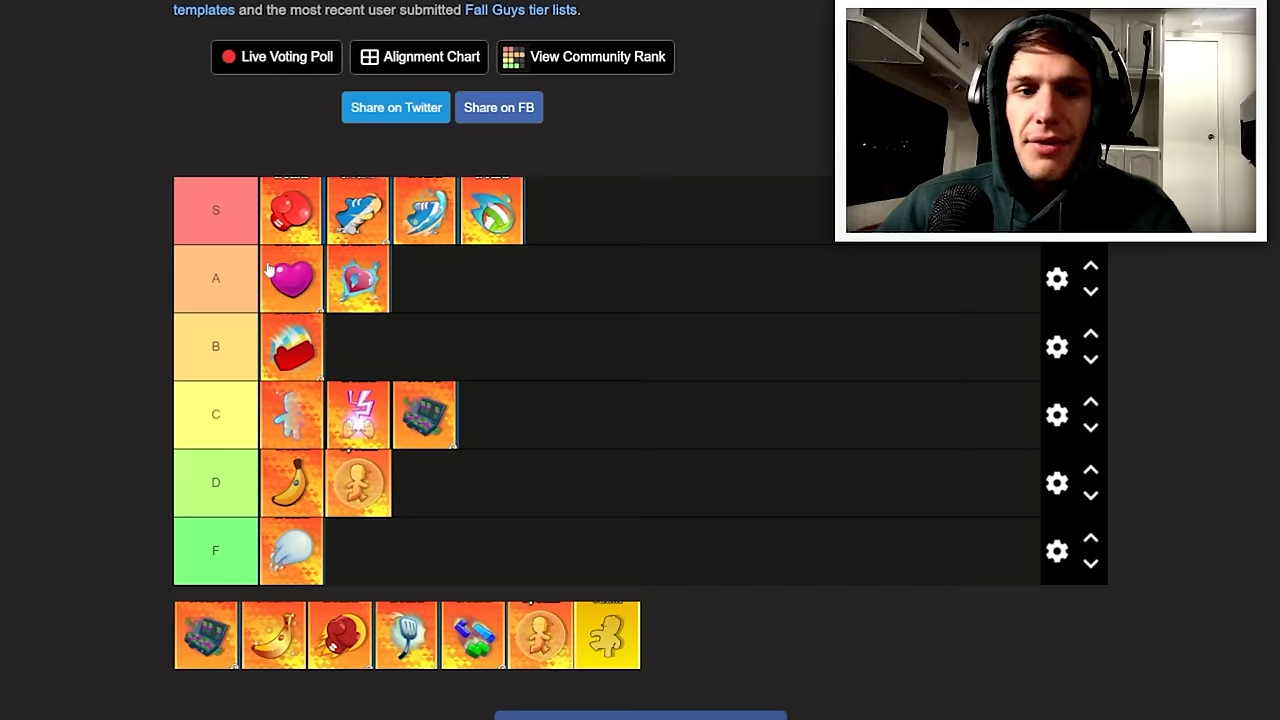 templates and the most recent user submitted Fall Guys tier lists.
Live Voting Poll
Alignment Chart
View Community Rank
Share on Twitter
Share on FB
S
A
B
C
D
F